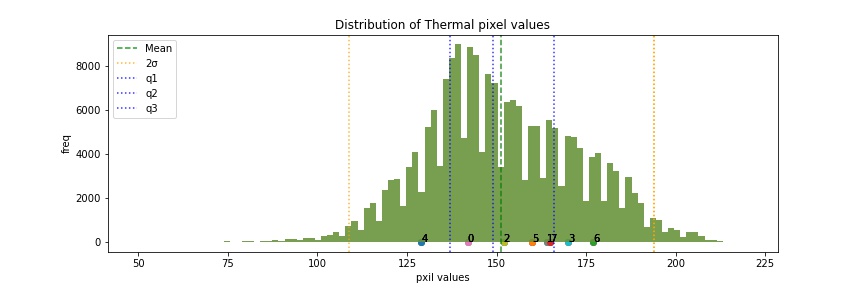 Distribution of Thermal pixel values
Mean
2σ
q1
q2
q3
freq
8000
6000
4000
2000
0
4 0 2 5 1 7 3 6
50 75 100 125 150 175 200 225
pxil values